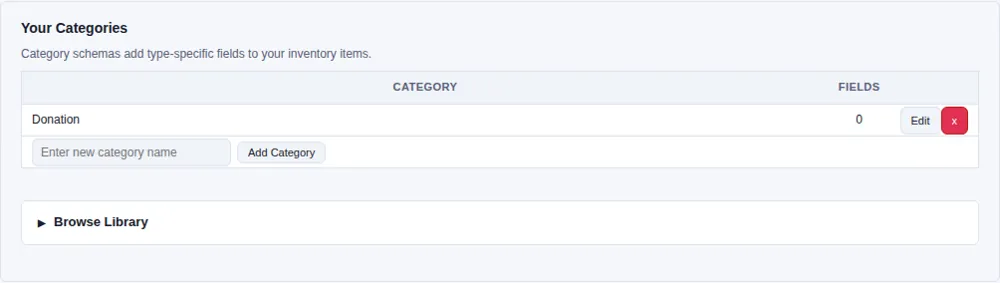 Your Categories
Category schemas add type-specific fields to your inventory items.
CATEGORY FIELDS
Donation 0 Edit x
Enter new category name Add Category
▶ Browse Library